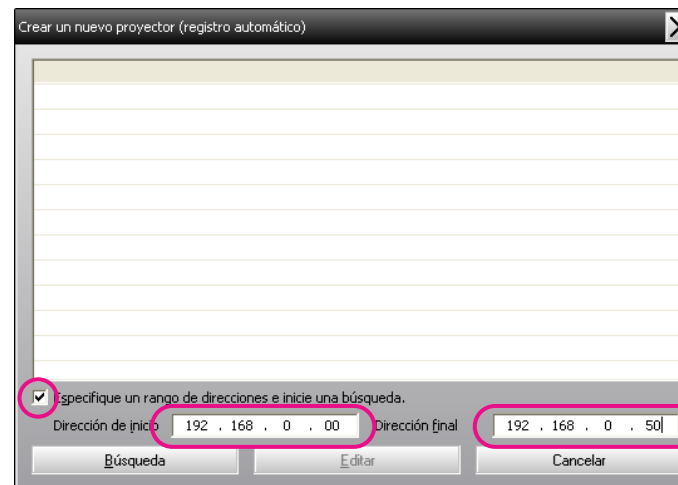 Crear un nuevo proyector (registro automático)
Especifique un rango de direcciones e inicie una búsqueda.
Dirección de inicio 192 . 168 . 0 . 00 Dirección final 192 . 168 . 0 . 50
Búsqueda Editar Cancelar